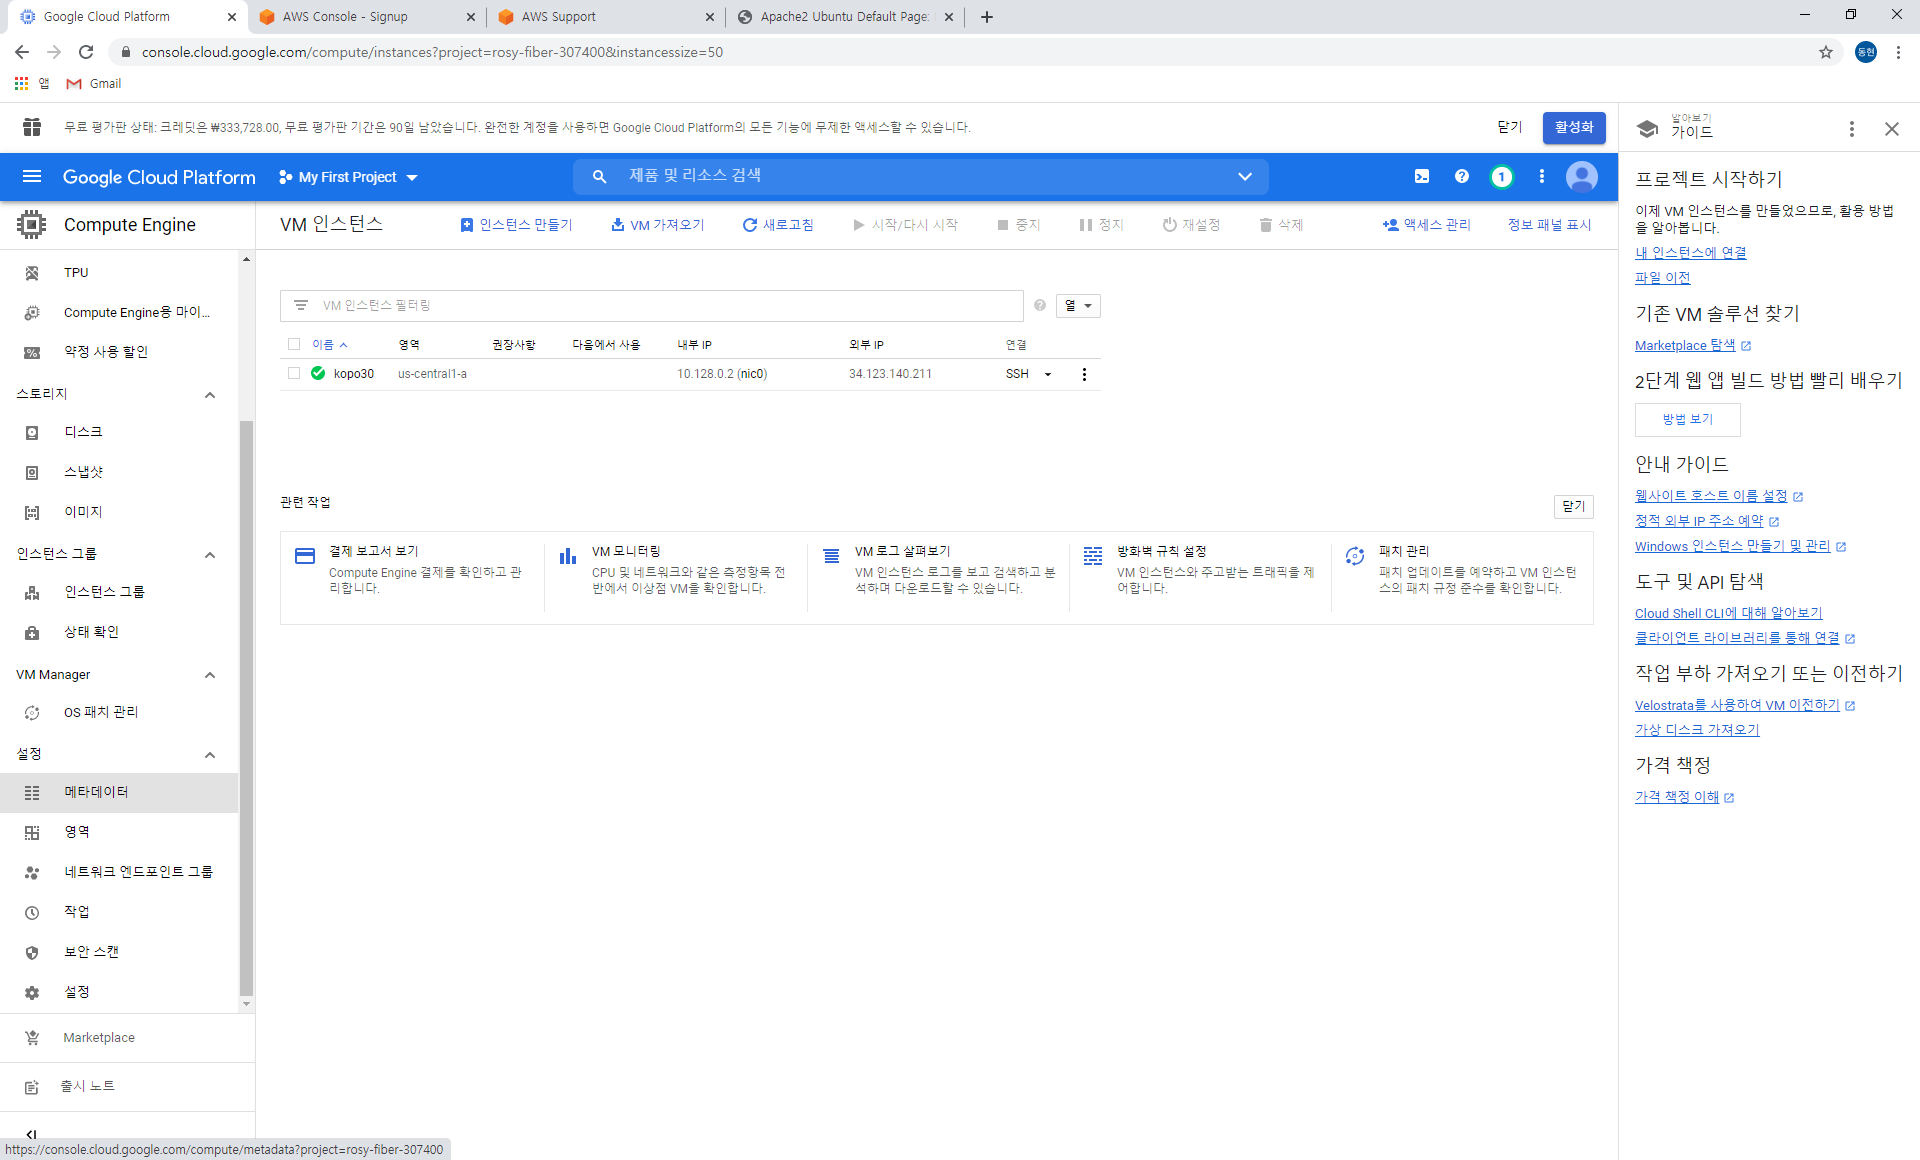 Google Cloud Platform
AWS Console - Signup
AWS Support
Apache2 Ubuntu Default Page:
console.cloud.google.com/compute/instances?project=rosy-fiber-307400&instancessize=50
동현
앱
Gmail
무료 평가판 상태: 크레딧은 ₩333,728.00, 무료 평가판 기간은 90일 남았습니다. 완전한 계정을 사용하면 Google Cloud Platform의 모든 기능에 무제한 액세스할 수 있습니다.
닫기
활성화
Google Cloud Platform
My First Project
제품 및 리소스 검색
1
Compute Engine
VM 인스턴스
인스턴스 만들기
VM 가져오기
새로고침
시작/다시 시작
중지
정지
재설정
삭제
액세스 관리
정보 패널 표시
TPU
Compute Engine용 마이...
약정 사용 할인
스토리지
디스크
스냅샷
이미지
인스턴스 그룹
인스턴스 그룹
상태 확인
VM Manager
OS 패치 관리
설정
메타데이터
영역
네트워크 엔드포인트 그룹
작업
보안 스캔
설정
Marketplace
출시 노트
https://console.cloud.google.com/compute/metadata?project=rosy-fiber-307400
VM 인스턴스 필터링
열
이름 영역 권장사항 다음에서 사용 내부 IP 외부 IP 연결
kopo30 us-central1-a 10.128.0.2 (nic0) 34.123.140.211 SSH
관련 작업
닫기
결제 보고서 보기
Compute Engine 결제를 확인하고 관
리합니다.
VM 모니터링
CPU 및 네트워크와 같은 측정항목 전
반에서 이상점 VM을 확인합니다.
VM 로그 살펴보기
VM 인스턴스 로그를 보고 검색하고 분
석하며 다운로드할 수 있습니다.
방화벽 규칙 설정
VM 인스턴스와 주고받는 트래픽을 제
어합니다.
패치 관리
패치 업데이트를 예약하고 VM 인스턴
스의 패치 규정 준수를 확인합니다.
알아보기
가이드
프로젝트 시작하기
이제 VM 인스턴스를 만들었으므로, 활용 방법
을 알아봅니다.
내 인스턴스에 연결
파일 이전
기존 VM 솔루션 찾기
Marketplace 탐색
2단계 웹 앱 빌드 방법 빨리 배우기
방법 보기
안내 가이드
웹사이트 호스트 이름 설정
정적 외부 IP 주소 예약
Windows 인스턴스 만들기 및 관리
도구 및 API 탐색
Cloud Shell CLI에 대해 알아보기
클라이언트 라이브러리를 통해 연결
작업 부하 가져오기 또는 이전하기
Velostrata를 사용하여 VM 이전하기
가상 디스크 가져오기
가격 책정
가격 책정 이해